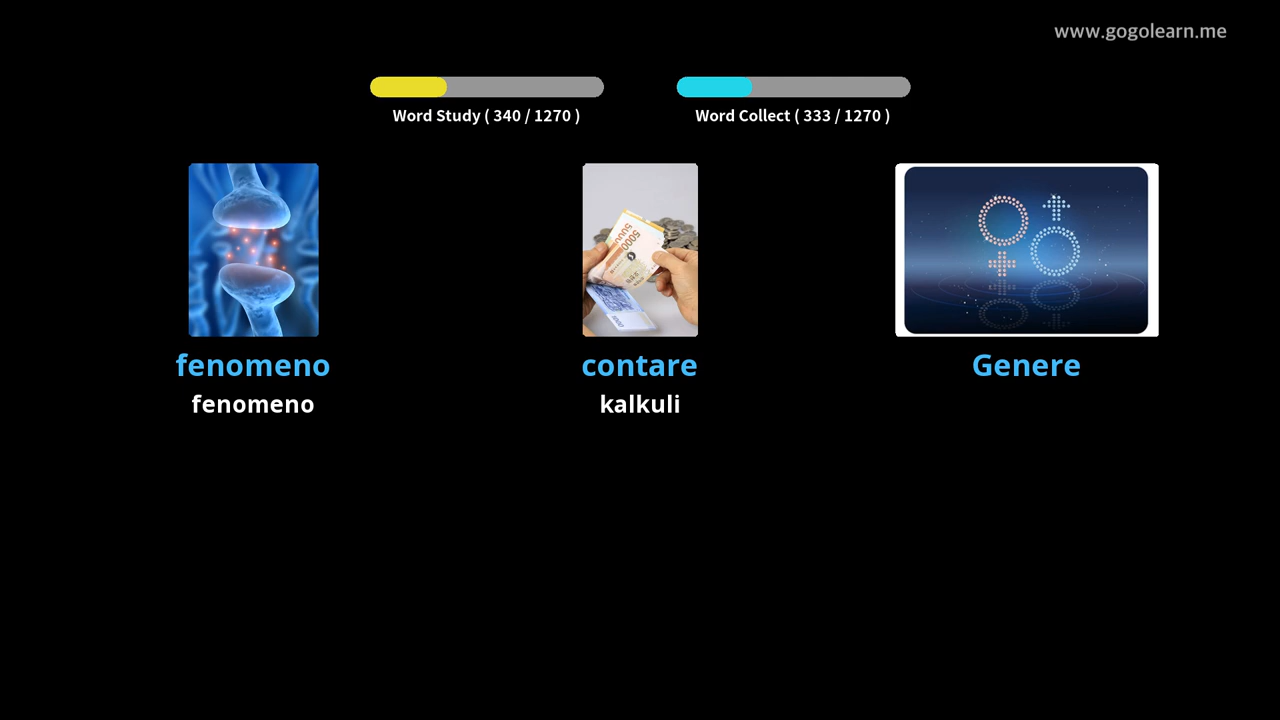 www.gogolearn.me
Word Study ( 340 / 1270 )
Word Collect ( 333 / 1270 )
fenomeno
contare
Genere
fenomeno
kalkuli